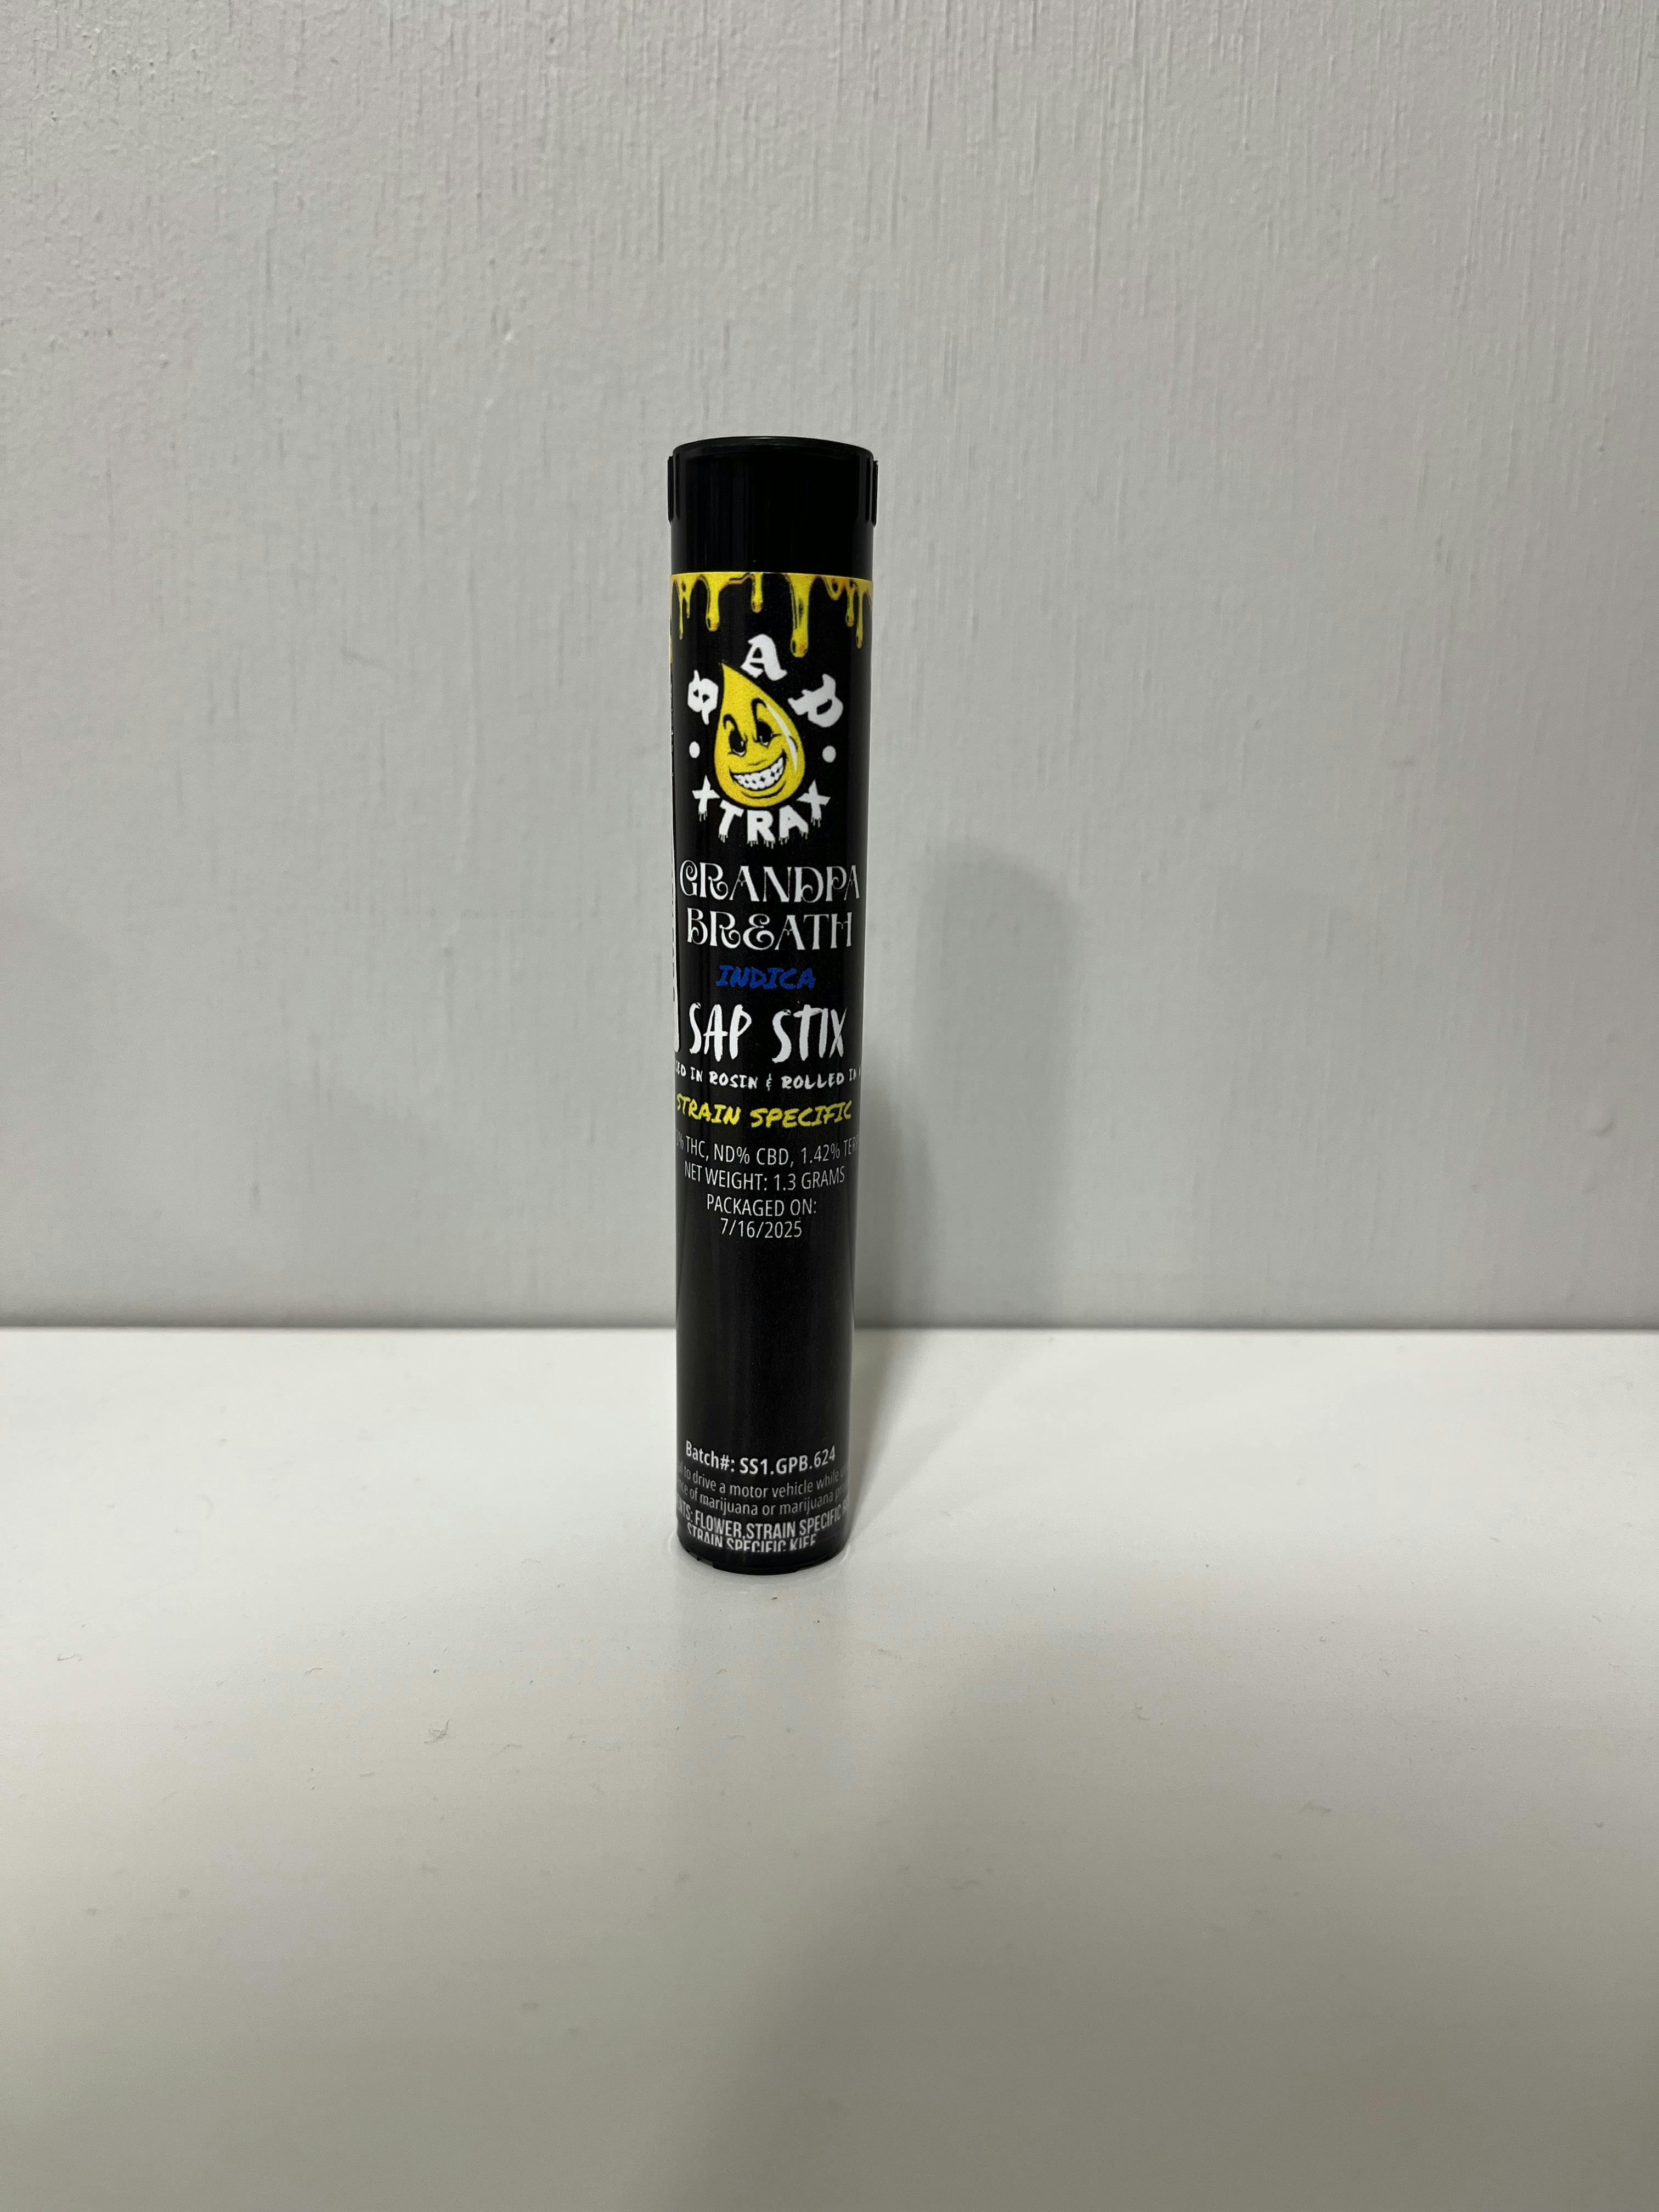 SAP
XTRAX
GRANDPA
BREATH
INDICA
SAP STIX
IN ROSIN & ROLLED IN
STRAIN SPECIFIC
% THC, ND% CBD, 1.42%
NET WEIGHT: 1.3 GRAMS
PACKAGED ON:
7/16/2025
Batch#: SS1.GPB.624
to drive a motor vehicle while
of marijuana or marijuana
FLOWER,STRAIN SPECIFIC
STRAIN SPECIFIC KIEF